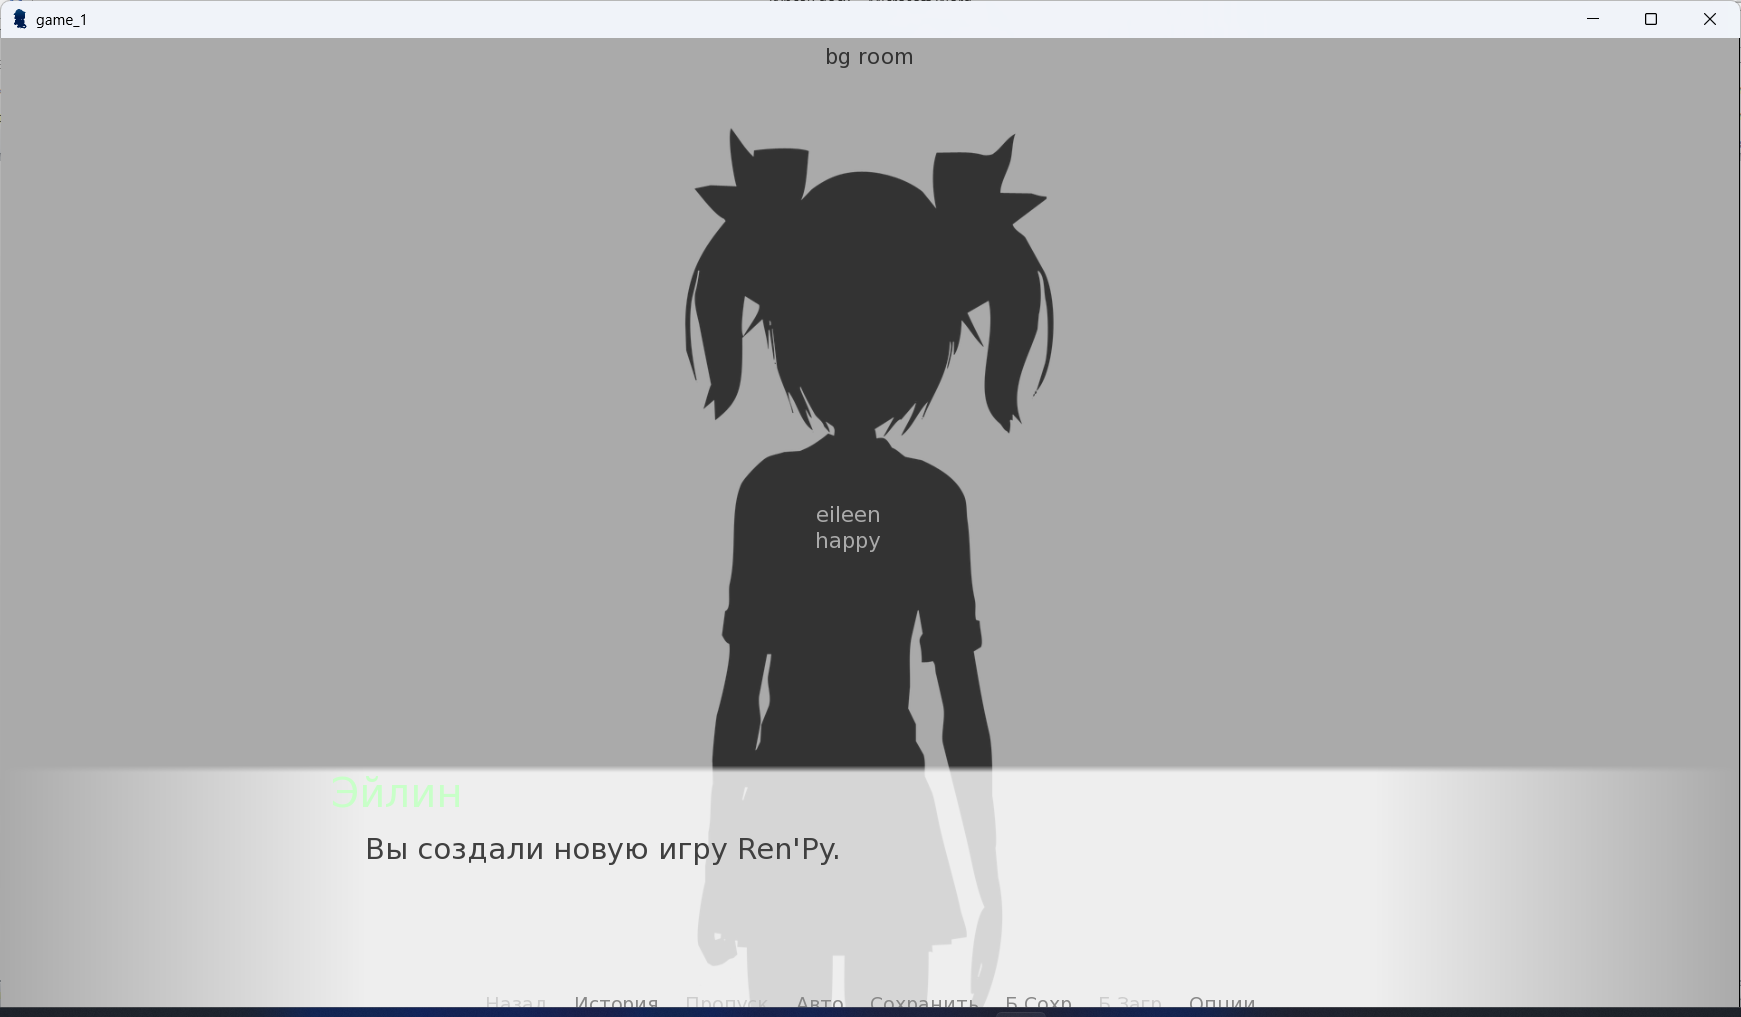 game_1
bg room
eileen
happy
Эйлин
Вы создали новую игру Ren'Py.
Назад История Пропуск Авто Сохранить Б.Сохр Б.Загр Опции